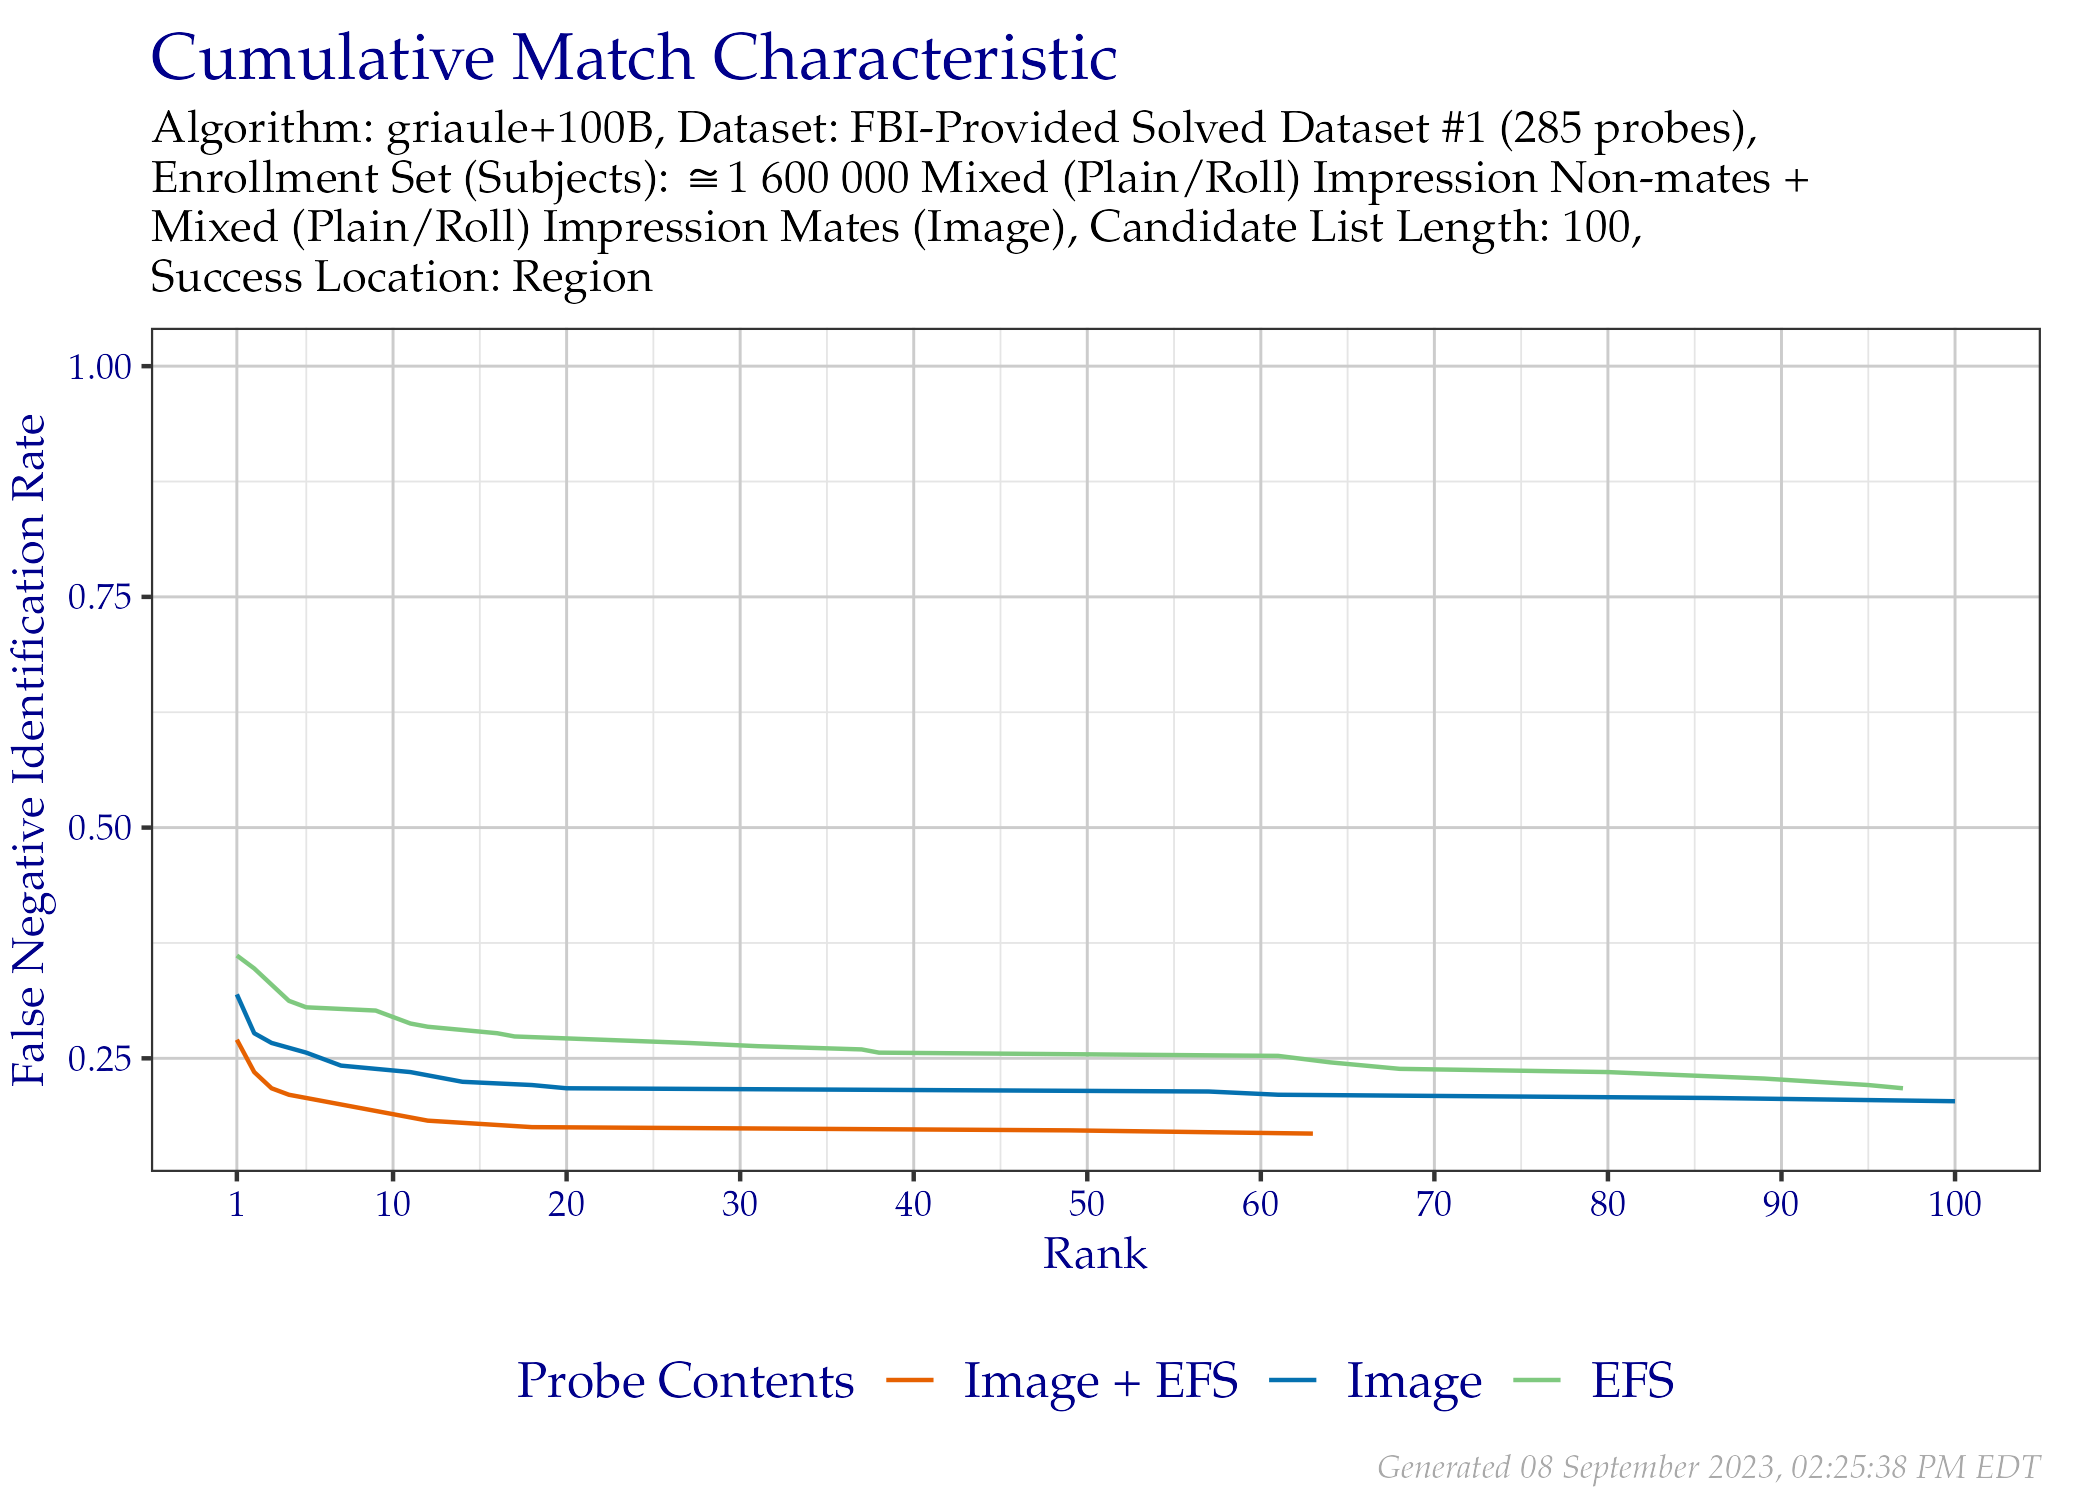 Cumulative Match Characteristic
Algorithm: griaule+100B, Dataset: FBI-Provided Solved Dataset #1 (285 probes),
Enrollment Set (Subjects): ≅ 1 600 000 Mixed (Plain/Roll) Impression Non-mates +
Mixed (Plain/Roll) Impression Mates (Image), Candidate List Length: 100,
Success Location: Region
False Negative Identification Rate
1.00
0.75
0.50
0.25
1 10 20 30 40 50 60 70 80 90 100
Rank
Probe Contents Image + EFS Image EFS
Generated 08 September 2023, 02:25:38 PM EDT